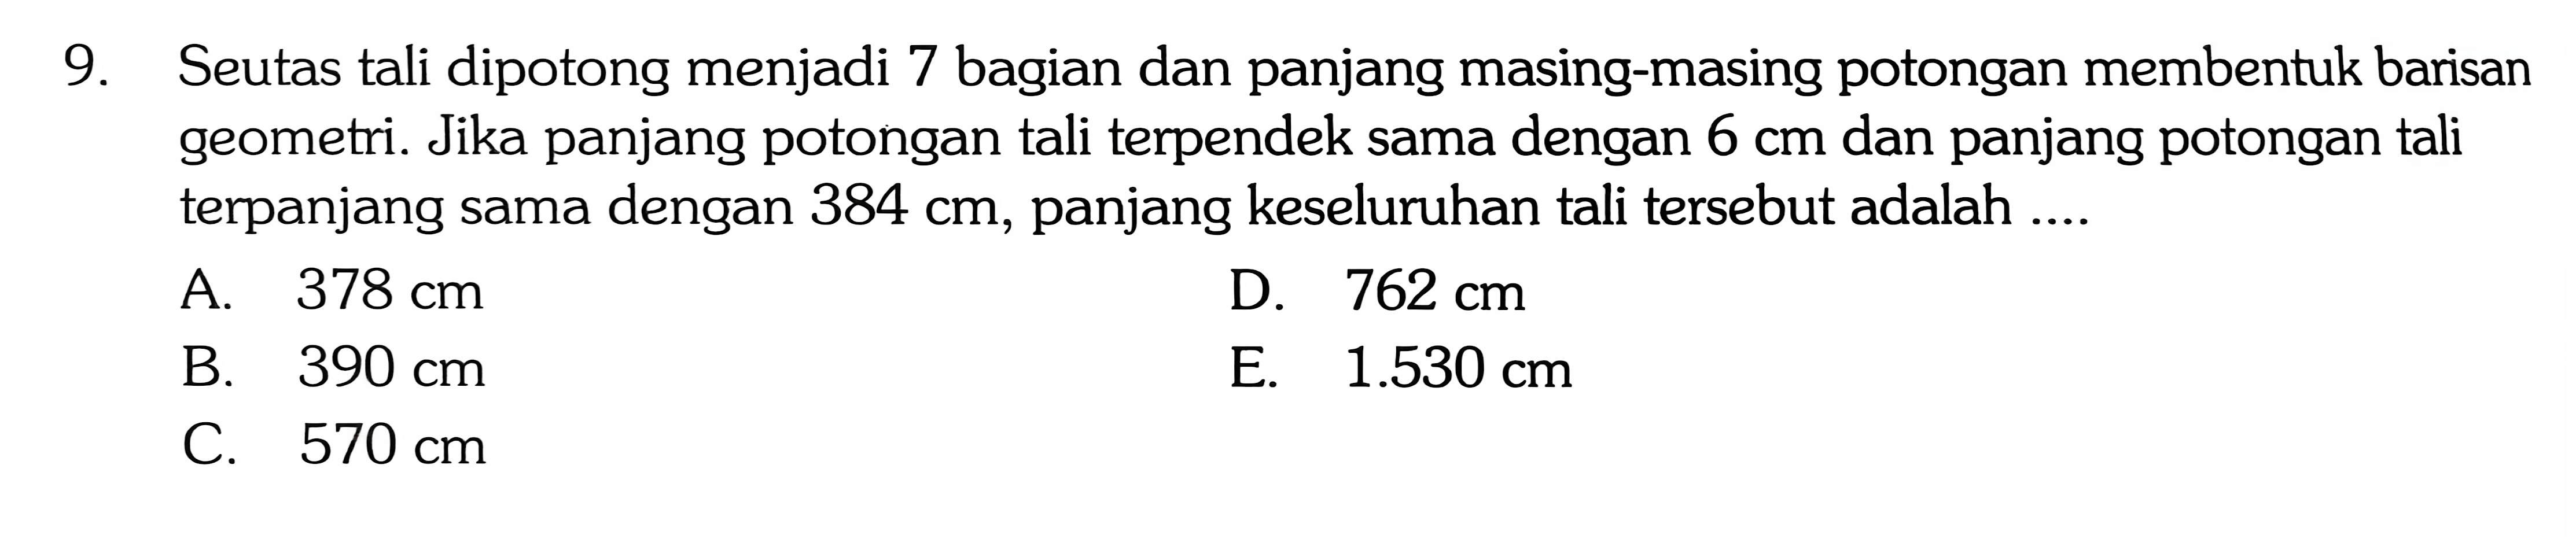 9. Seutas tali dipotong menjadi 7 bagian dan panjang masing-masing potongan membentuk barisan
geometri. Jika panjang potongan tali terpendek sama dengan 6 cm dan panjang potongan tali
terpanjang sama dengan 384 cm, panjang keseluruhan tali tersebut adalah ....
A. 378 cm
B. 390 cm
C. 570 cm
D. 762 cm
E. 1.530 cm